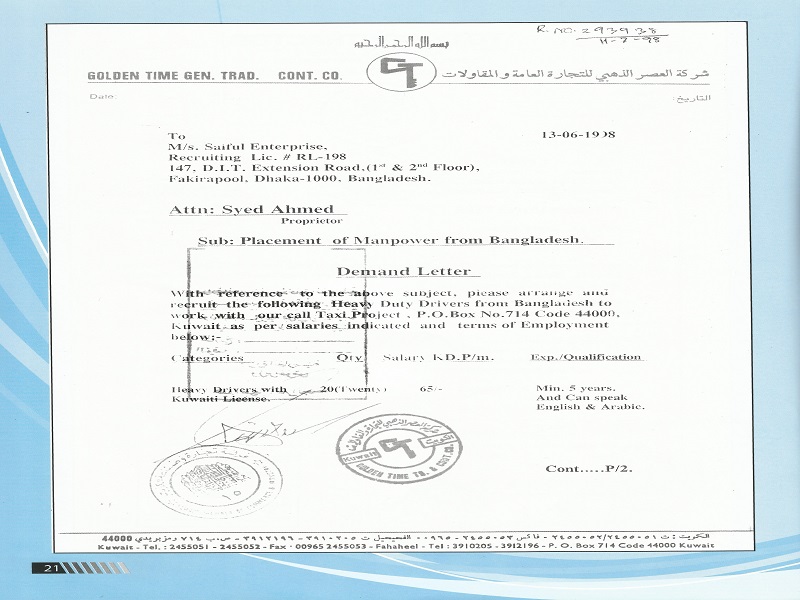 R. NO. 293938
11-7-98
بسم الله الرحمن الرحيم
GOLDEN TIME GEN. TRAD. CONT. CO.
GT
شركة العصر الذهبي للتجارة العامة والمقاولات
Date:
التاريخ:
13-06-1998
To
M/s. Saiful Enterprise,
Recruiting Lic. # RL-198
147, D.I.T. Extension Road,(1st & 2nd Floor),
Fakirapool, Dhaka-1000, Bangladesh.
Attn: Syed Ahmed
Proprietor
Sub: Placement of Manpower from Bangladesh.
Demand Letter
With reference to the above subject, please arrange and
recruit the following Heavy Duty Drivers from Bangladesh to
work with our call Taxi Project , P.O.Box No.714 Code 44000,
Kuwait as per salaries indicated and terms of Employment
below:-
Categories Qty Salary KD.P/m. Exp./Qualification
Heavy Drivers with 20(Twenty) 65/- Min. 5 years.
Kuwaiti License. And Can speak
English & Arabic.
Kuwait
الكويت
GT
GOLDEN TIME TR. & CONT. CO.
Cont.....P/2.
الكويت : ت ٢٤٥٥٠٥١ - ٢٤٥٥٠٥٢ - فاكس ٢٤٥٥٠٥٣ - ٠٠٩٦٥ الفحيحيل ت ٣٩١٠٢٠٥ - ٣٩١٢١٩٦ - ص.ب ٧١٤ رمز بريدي 44000
Kuwait - Tel. : 2455051 - 2455052 - Fax - 00965 2455053 - Fahaheel - Tel : 3910205 - 3912196 - P. O. Box 714 Code 44000 Kuwait
21